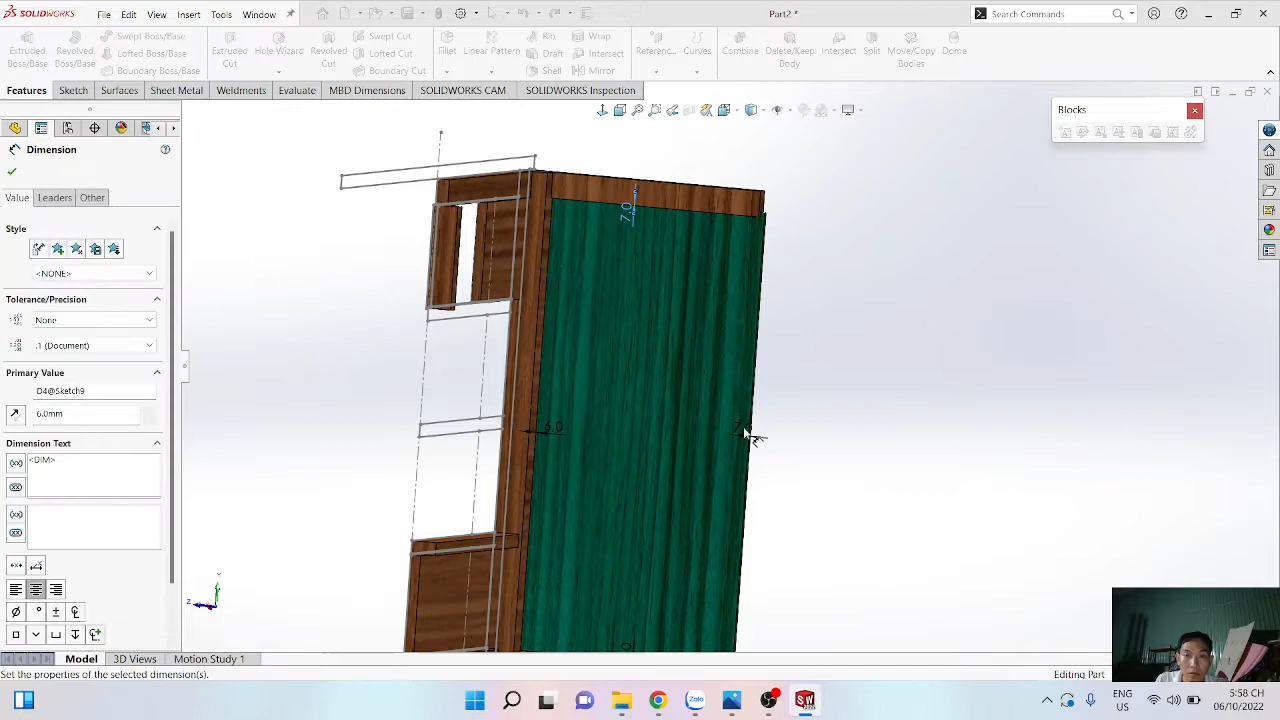 SOLIDWORKS File Edit View Insert Tools Window Part2 * Search Commands
Extruded Boss/Base Revolved Boss/Base Swept Boss/Base Lofted Boss/Base Boundary Boss/Base Extruded Cut Hole Wizard Revolved Cut Swept Cut Lofted Cut Boundary Cut Fillet Linear Pattern Rib Draft Shell Wrap Intersect Mirror Referenc... Curves Combine Delete/Keep Body Intersect Split Move/Copy Bodies Dome
Features Sketch Surfaces Sheet Metal Weldments Evaluate MBD Dimensions SOLIDWORKS CAM SOLIDWORKS Inspection
Blocks
Dimension
Value Leaders Other
Style
<NONE>
Tolerance/Precision
None
.1 (Document)
Primary Value
D4@Sketch9
6.0mm
Dimension Text
<DIM>
7.0
6.0
Model 3D Views Motion Study 1
Set the properties of the selected dimension(s). Editing Part
ENG
US
06/10/2022